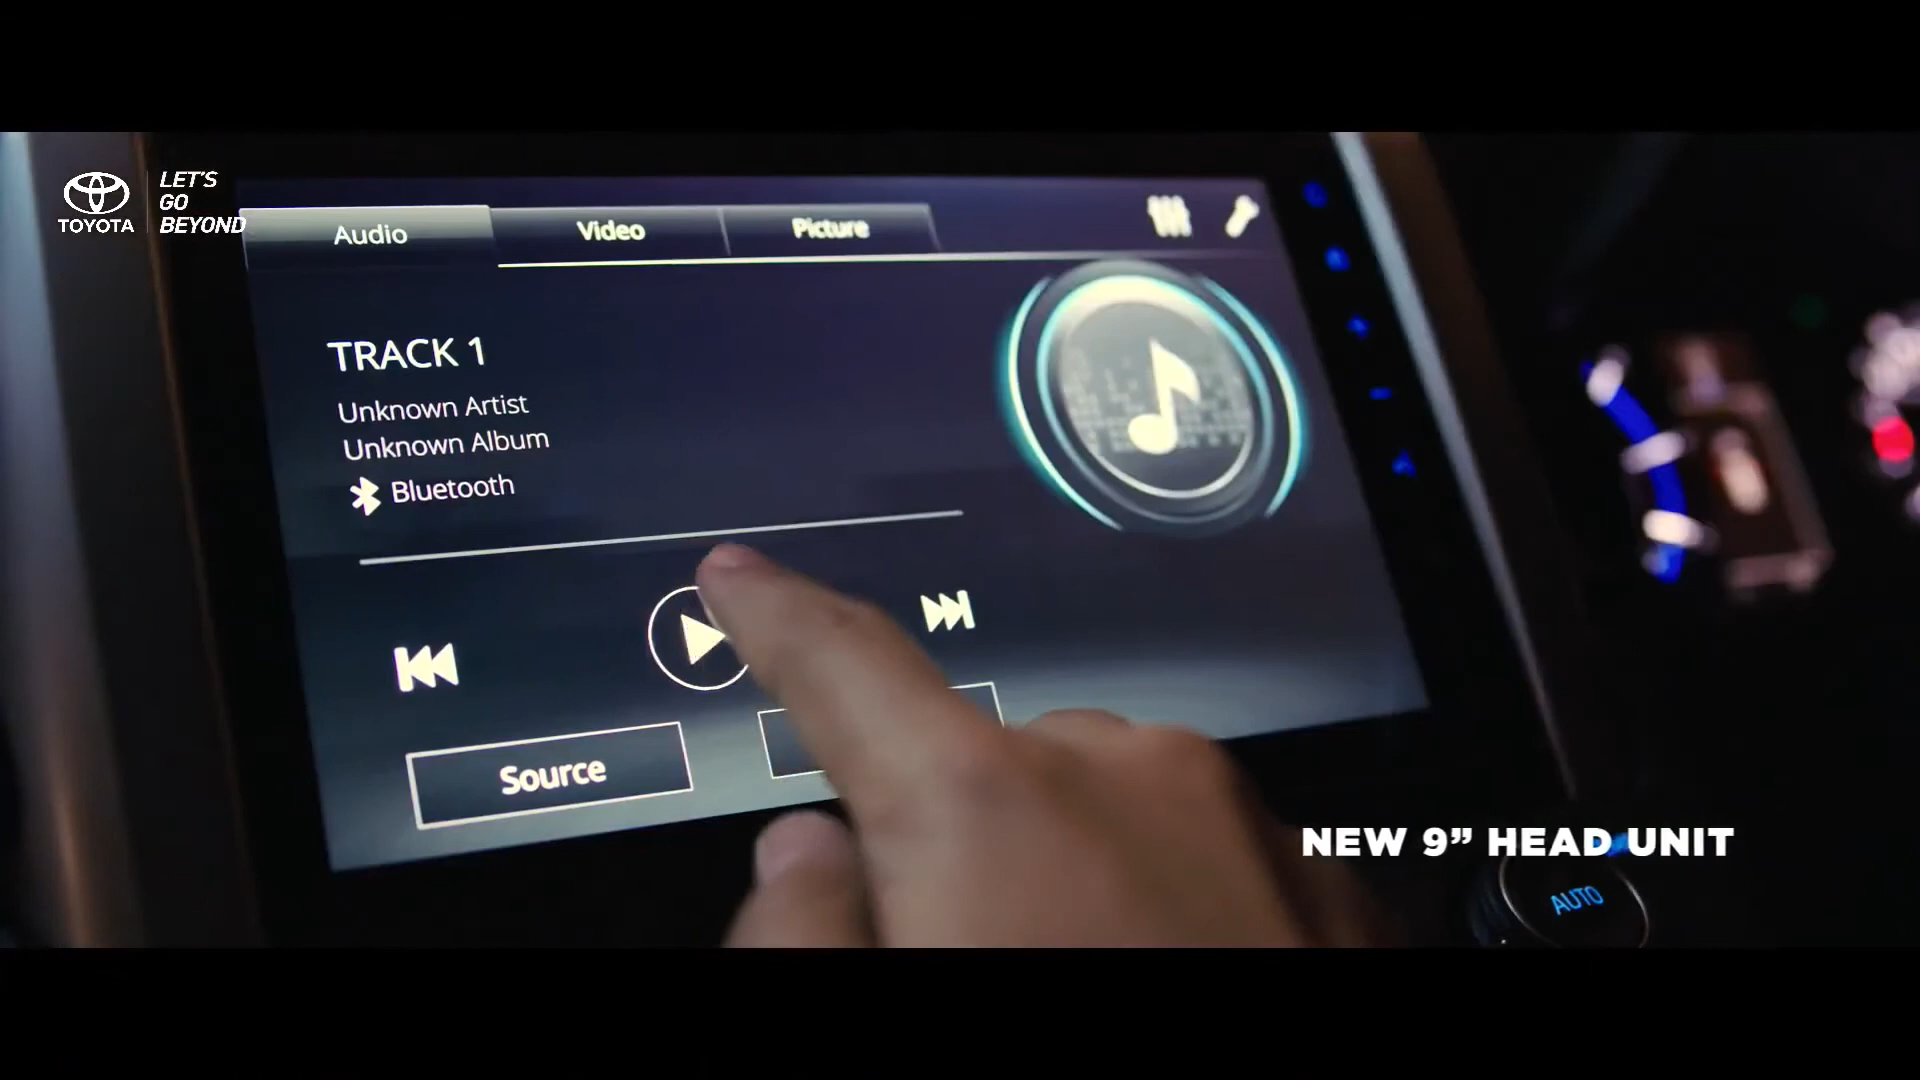 TOYOTA
LET'S
GO
BEYOND
Audio
Video
Picture
TRACK 1
Unknown Artist
Unknown Album
Bluetooth
Source
NEW 9” HEAD UNIT
AUTO